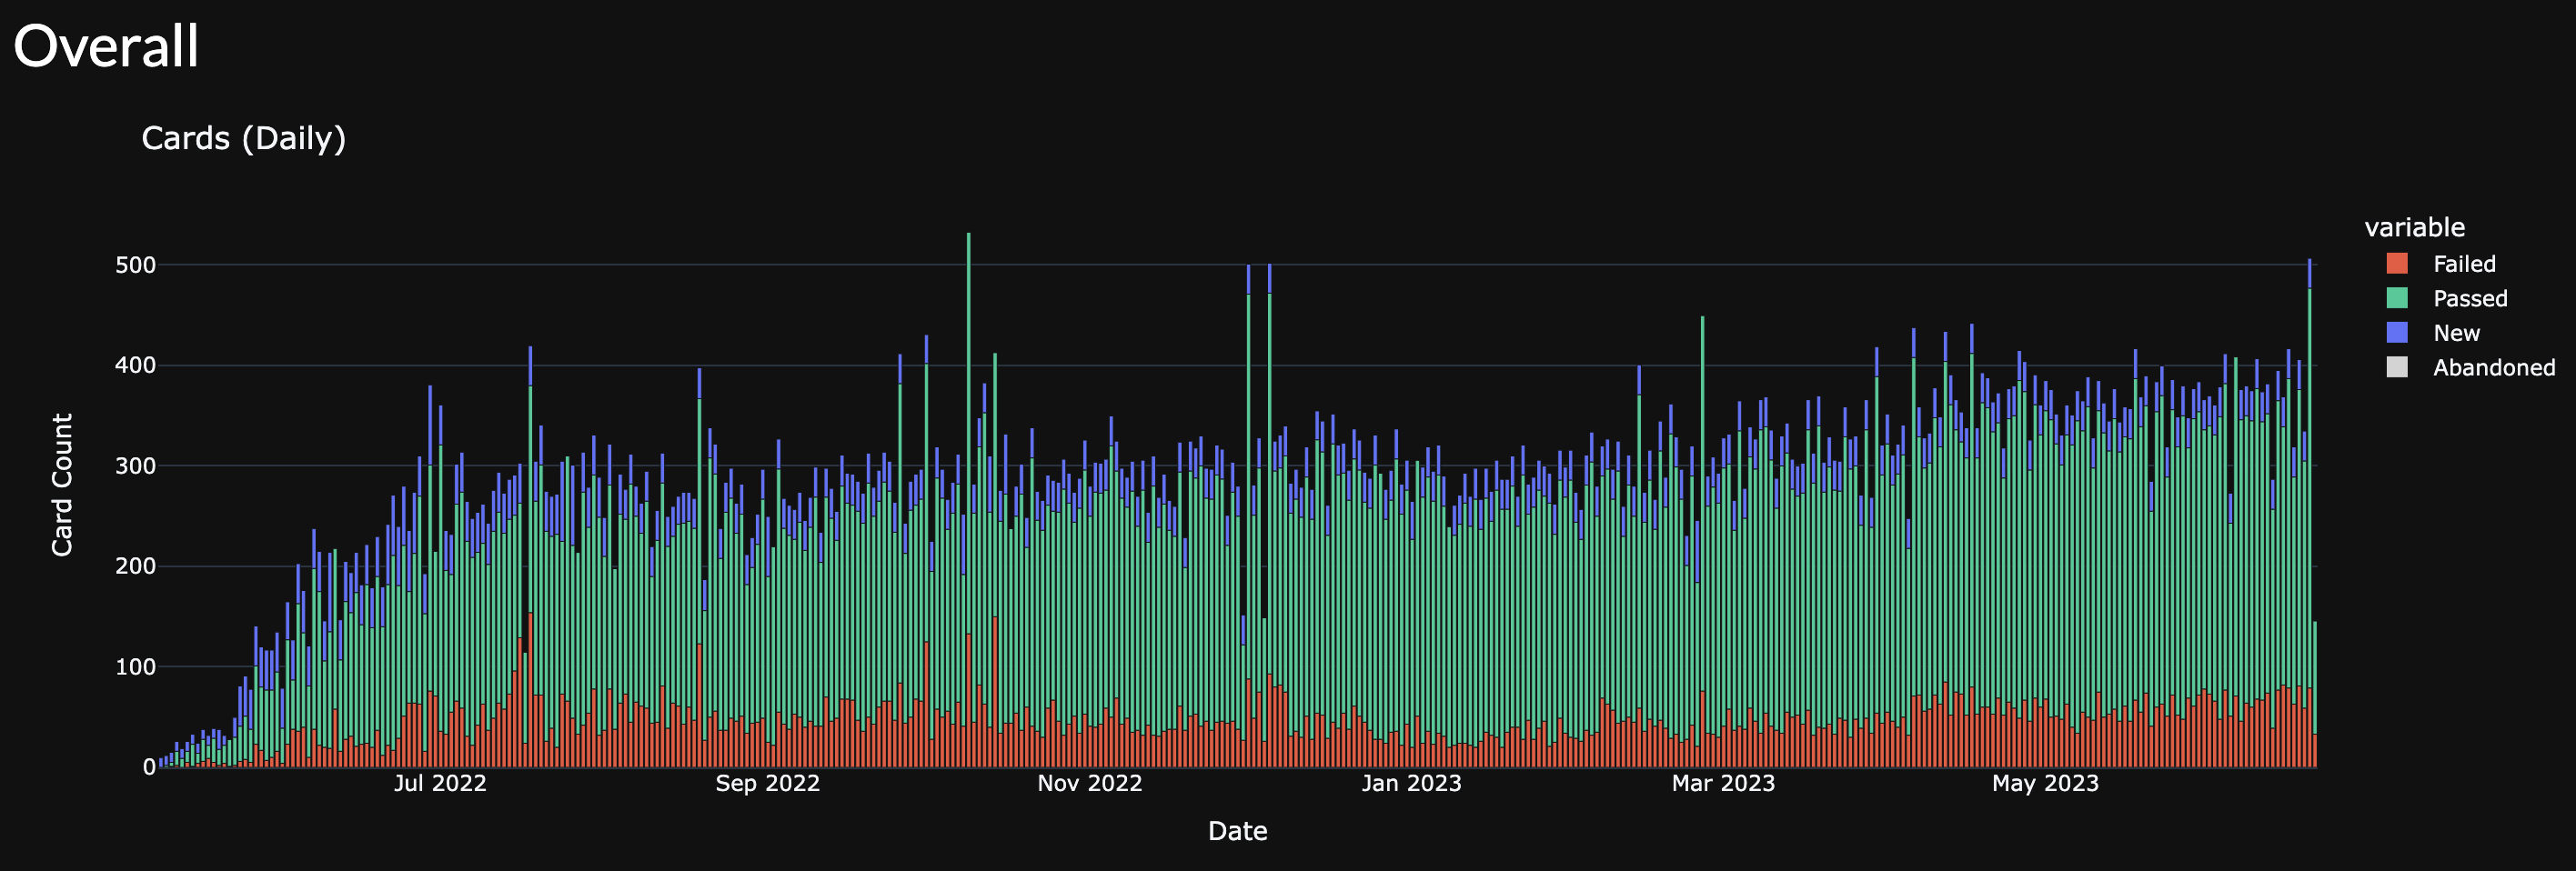 Overall
Cards (Daily)
500
400
300
200
100
0
Card Count
Jul 2022
Sep 2022
Nov 2022
Jan 2023
Mar 2023
May 2023
Date
variable
Failed
Passed
New
Abandoned